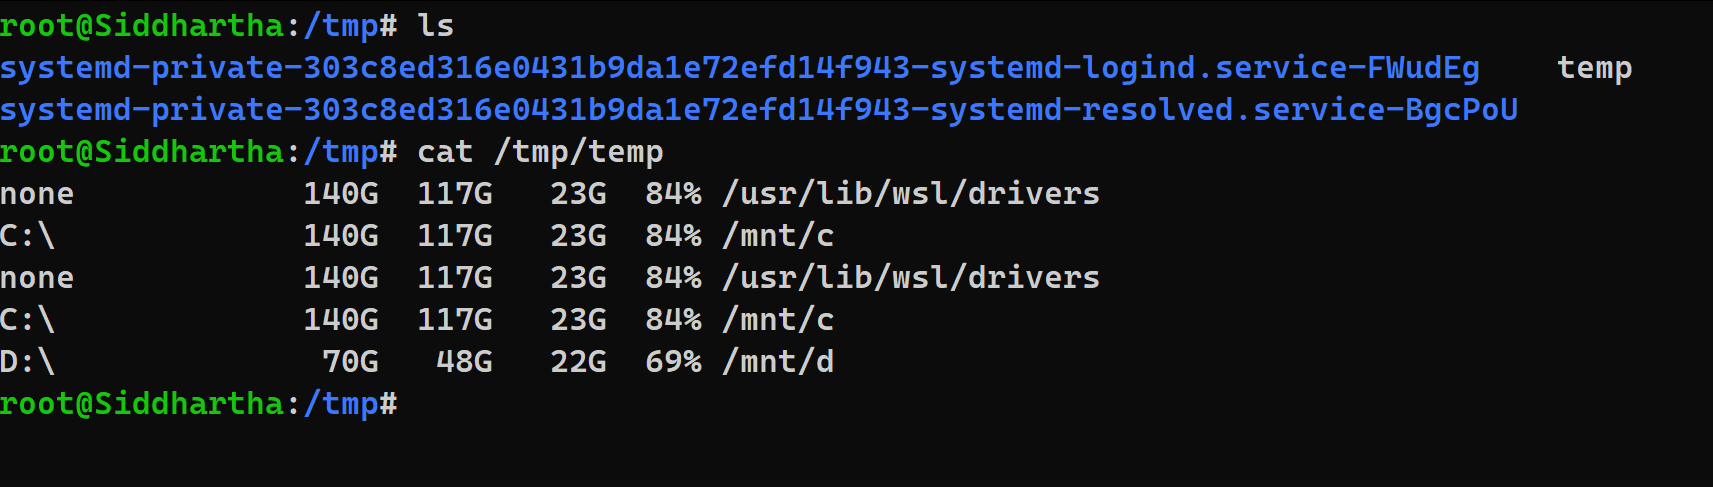 root@Siddhartha:/tmp# ls
systemd-private-303c8ed316e0431b9da1e72efd14f943-systemd-logind.service-FWudEg    temp
systemd-private-303c8ed316e0431b9da1e72efd14f943-systemd-resolved.service-BgcPoU
root@Siddhartha:/tmp# cat /tmp/temp
none            140G  117G   23G  84% /usr/lib/wsl/drivers
C:\             140G  117G   23G  84% /mnt/c
none            140G  117G   23G  84% /usr/lib/wsl/drivers
C:\             140G  117G   23G  84% /mnt/c
D:\              70G   48G   22G  69% /mnt/d
root@Siddhartha:/tmp#